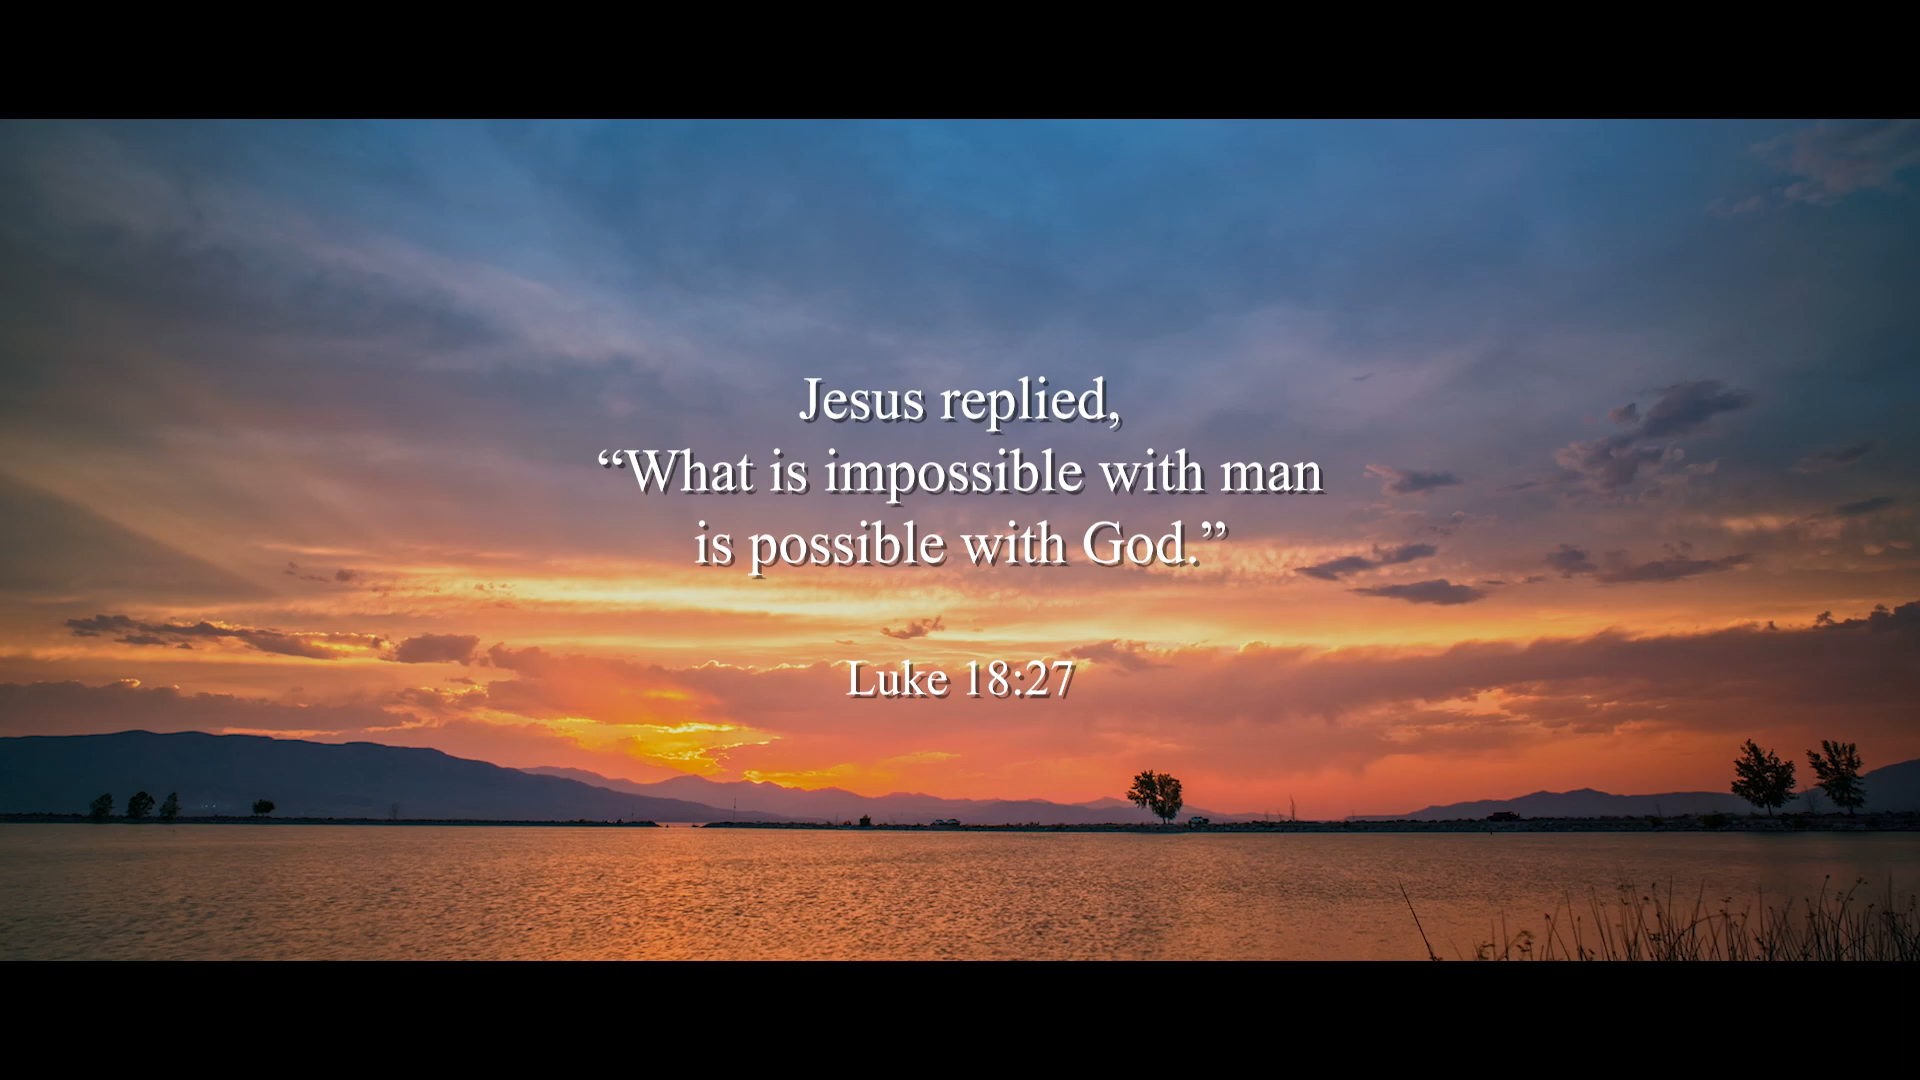 Jesus replied,
“What is impossible with man
is possible with God.”
Luke 18:27